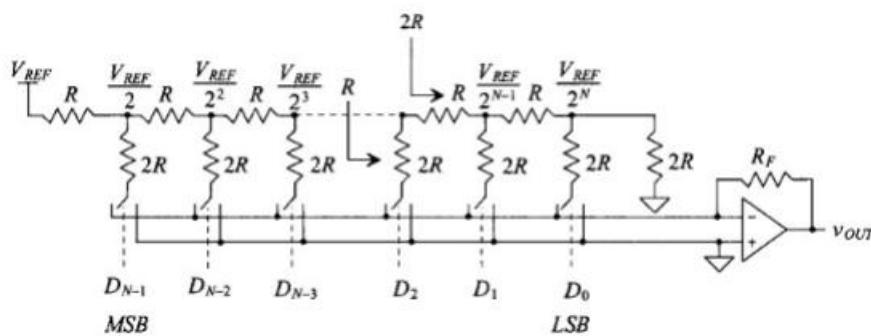 2R
V_REF
R
V_REF/2
R
V_REF/2^2
R
V_REF/2^3
R
R
V_REF/2^{N-1}
R
V_REF/2^N
2R
2R
2R
2R
2R
2R
2R
R_F
−
+
v_OUT
D_{N-1}
D_{N-2}
D_{N-3}
D_2
D_1
D_0
MSB
LSB